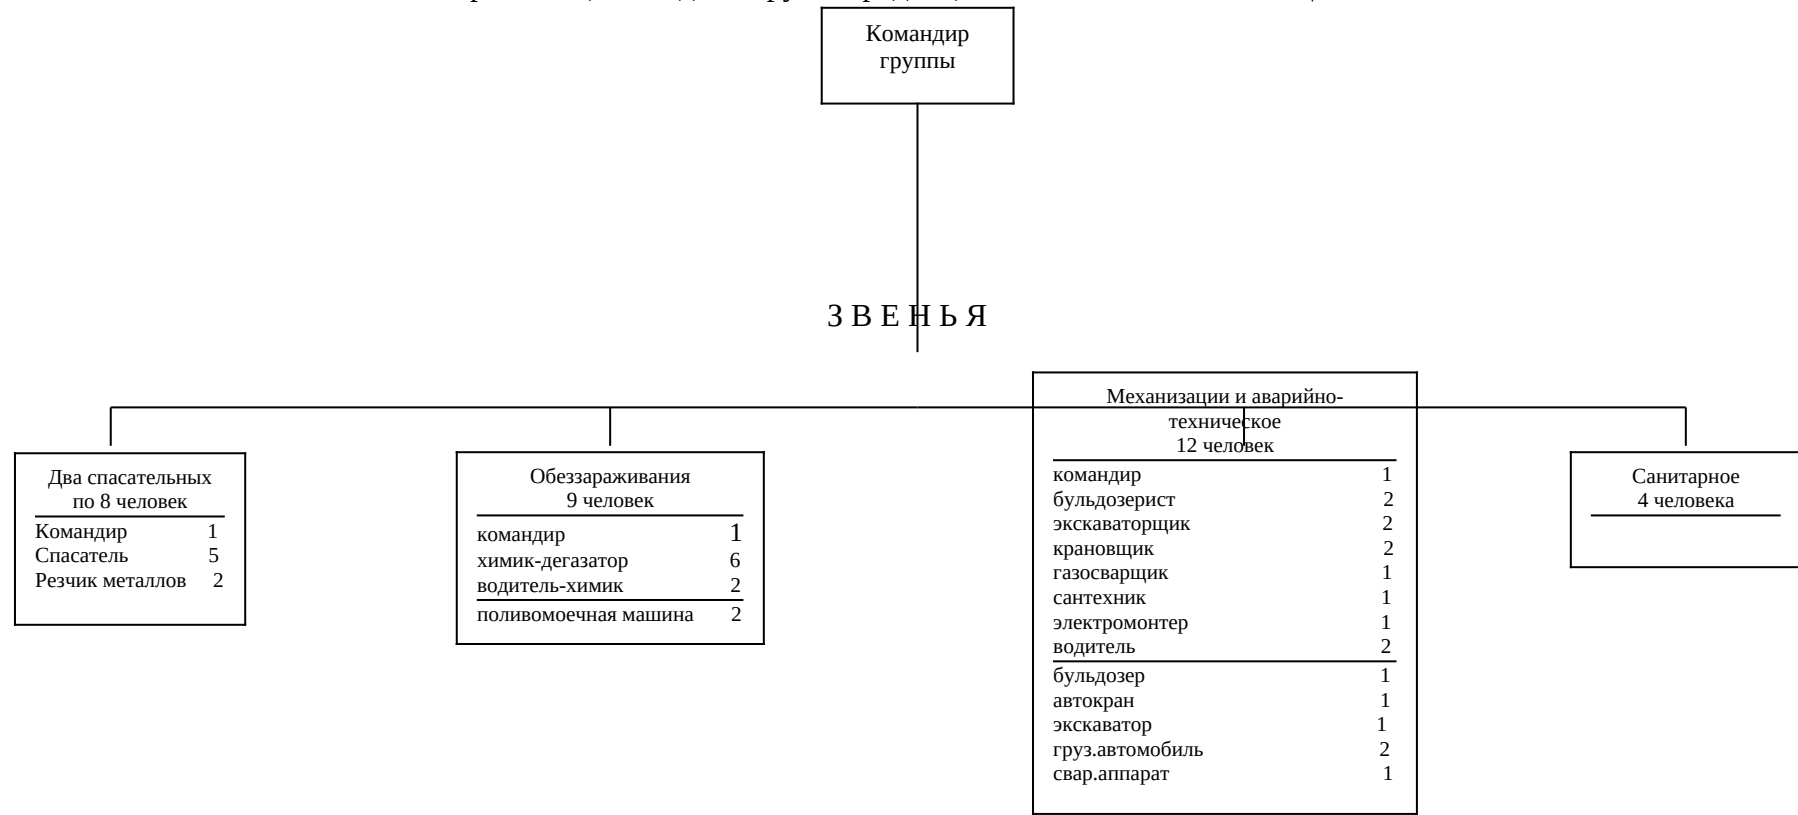 Командир
группы
З В Е Н Ь Я
Два спасательных
по 8 человек
Командир 1
Спасатель 5
Резчик металлов 2
Обеззараживания
9 человек
командир 1
химик-дегазатор 6
водитель-химик 2
поливомоечная машина 2
Механизации и аварийно-
техническое
12 человек
командир 1
бульдозерист 2
экскаваторщик 2
крановщик 2
газосварщик 1
сантехник 1
электромонтер 1
водитель 2
бульдозер 1
автокран 1
экскаватор 1
груз.автомобиль 2
свар.аппарат 1
Санитарное
4 человека